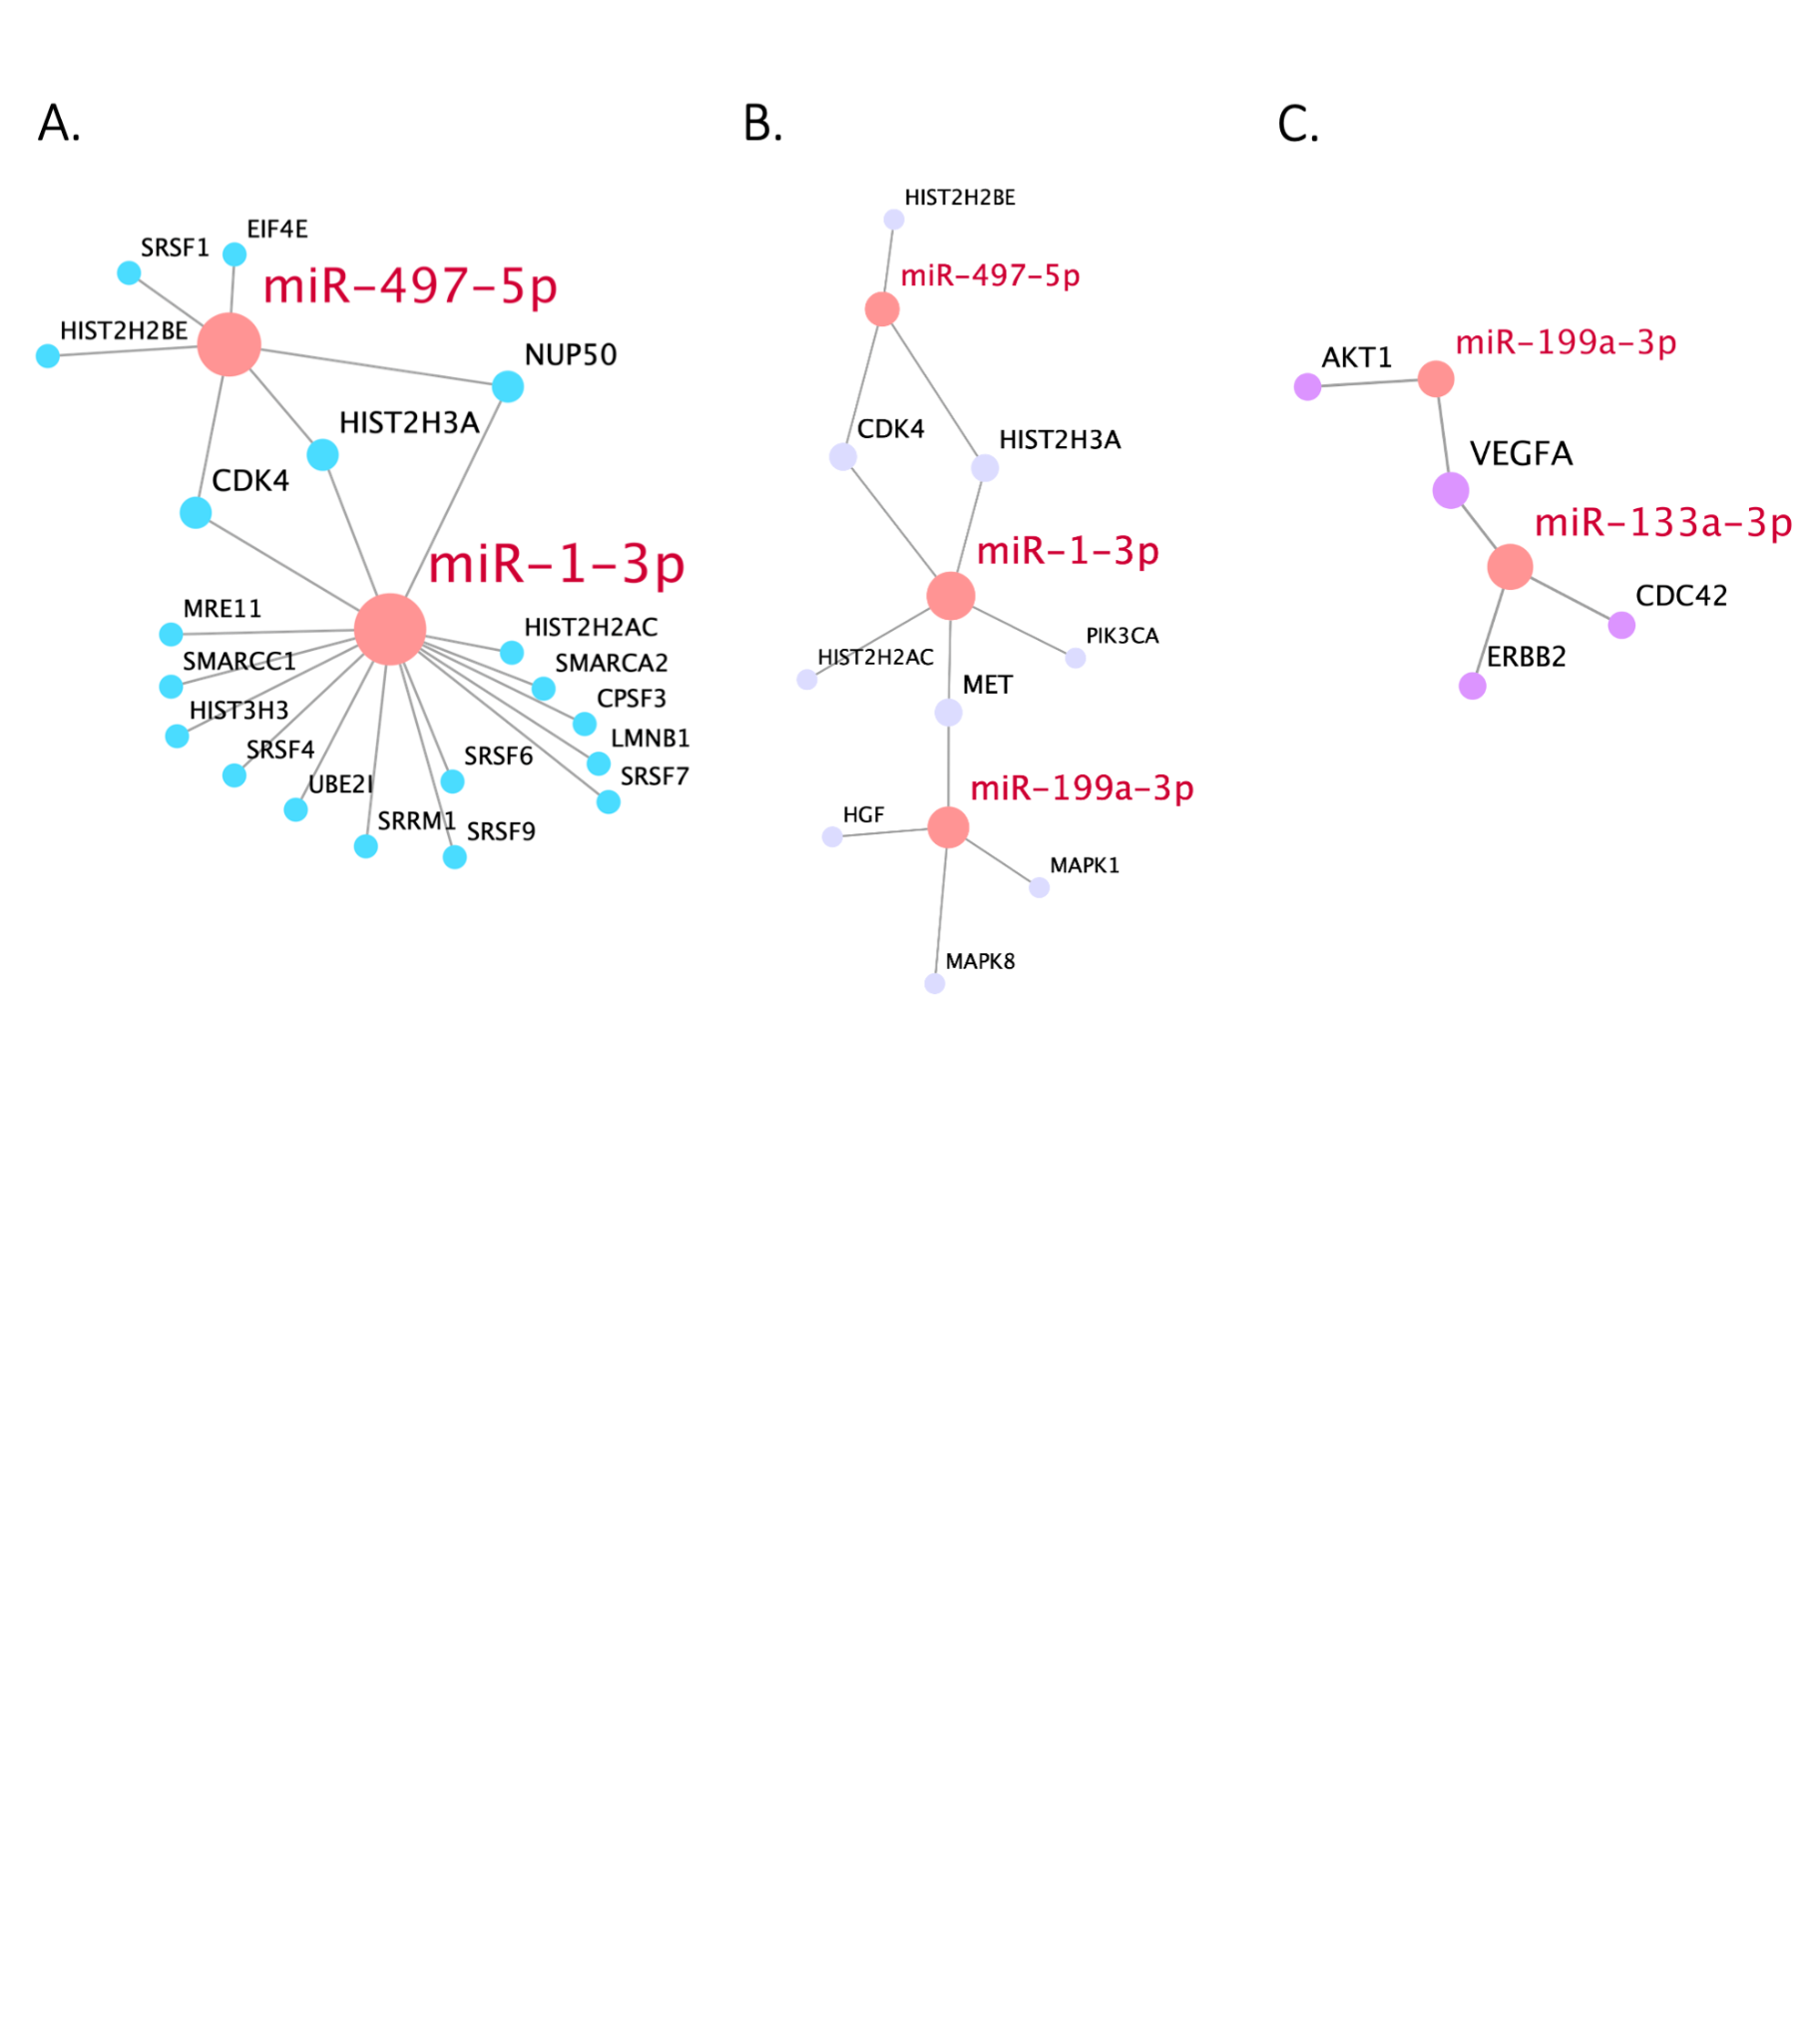 A.
EIF4E
SRSF1
miR-497-5p
HIST2H2BE
NUP50
HIST2H3A
CDK4
miR-1-3p
MRE11
HIST2H2AC
SMARCC1
SMARCA2
CPSF3
HIST3H3
LMNB1
SRSF4
SRSF6
SRSF7
UBE2I
SRRM1
SRSF9
B.
HIST2H2BE
miR-497-5p
CDK4
HIST2H3A
miR-1-3p
PIK3CA
HIST2H2AC
MET
miR-199a-3p
HGF
MAPK1
MAPK8
C.
miR-199a-3p
AKT1
VEGFA
miR-133a-3p
CDC42
ERBB2